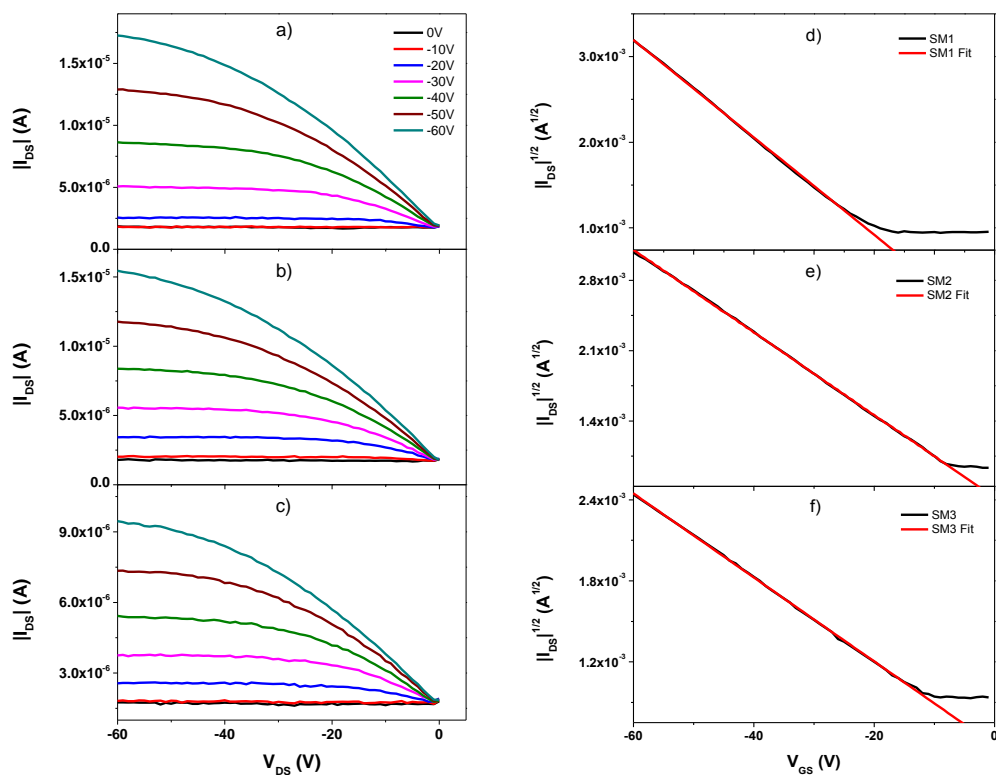 a)
0V
-10V
-20V
-30V
-40V
-50V
-60V
|I_DS| (A)
1.5x10⁻⁵
1.0x10⁻⁵
5.0x10⁻⁶
0.0
b)
|I_DS| (A)
1.5x10⁻⁵
1.0x10⁻⁵
5.0x10⁻⁶
0.0
c)
|I_DS| (A)
9.0x10⁻⁶
6.0x10⁻⁶
3.0x10⁻⁶
-60 -40 -20 0
V_DS (V)
d)
SM1
SM1 Fit
|I_DS|^1/2 (A^1/2)
3.0x10⁻³
2.0x10⁻³
1.0x10⁻³
e)
SM2
SM2 Fit
|I_DS|^1/2 (A^1/2)
2.8x10⁻³
2.1x10⁻³
1.4x10⁻³
f)
SM3
SM3 Fit
|I_DS|^1/2 (A^1/2)
2.4x10⁻³
1.8x10⁻³
1.2x10⁻³
-60 -40 -20 0
V_GS (V)